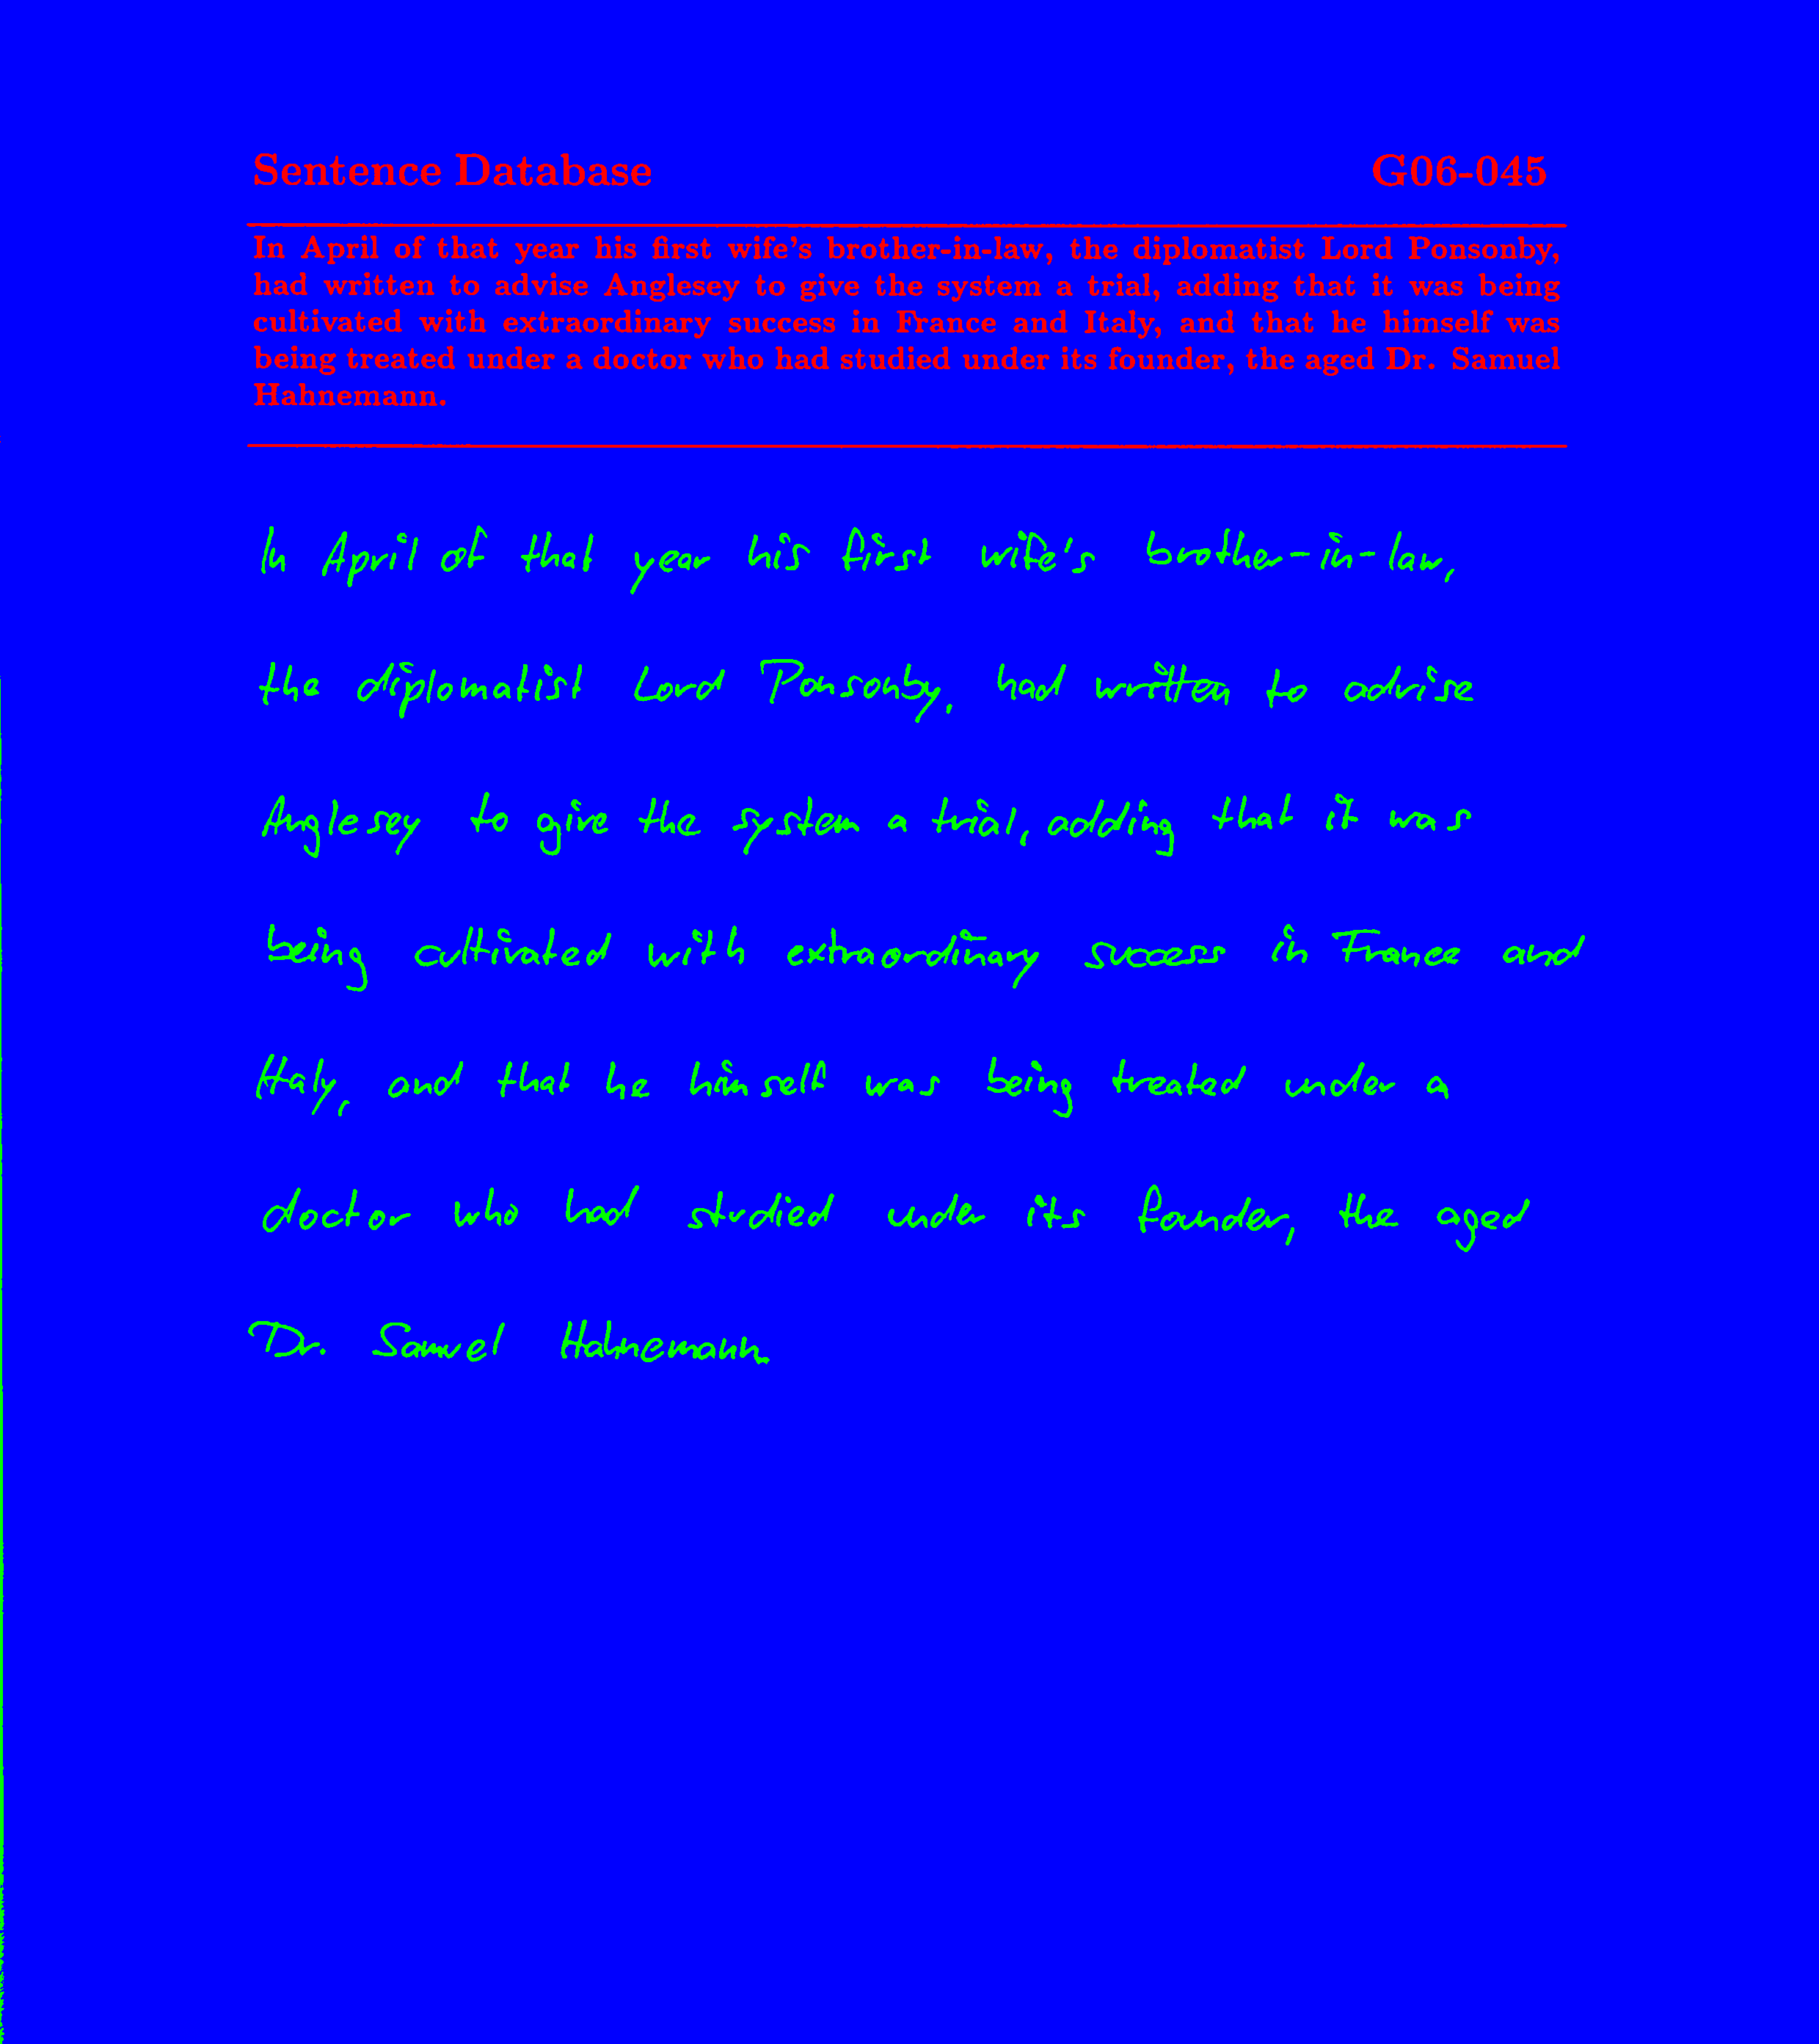 Sentence Database G06-045
In April of that year his first wife's brother-in-law, the diplomatist Lord Ponsonby,
had written to advise Anglesey to give the system a trial, adding that it was being
cultivated with extraordinary success in France and Italy, and that he himself was
being treated under a doctor who had studied under its founder, the aged Dr. Samuel
Hahnemann.
In April of that year his first wife's brother-in-law,
the diplomatist Lord Ponsonby, had written to advise
Anglesey to give the system a trial, adding that it was
being cultivated with extraordinary success in France and
Italy, and that he himself was being treated under a
doctor who had studied under its founder, the aged
Dr. Samuel Hahnemann.